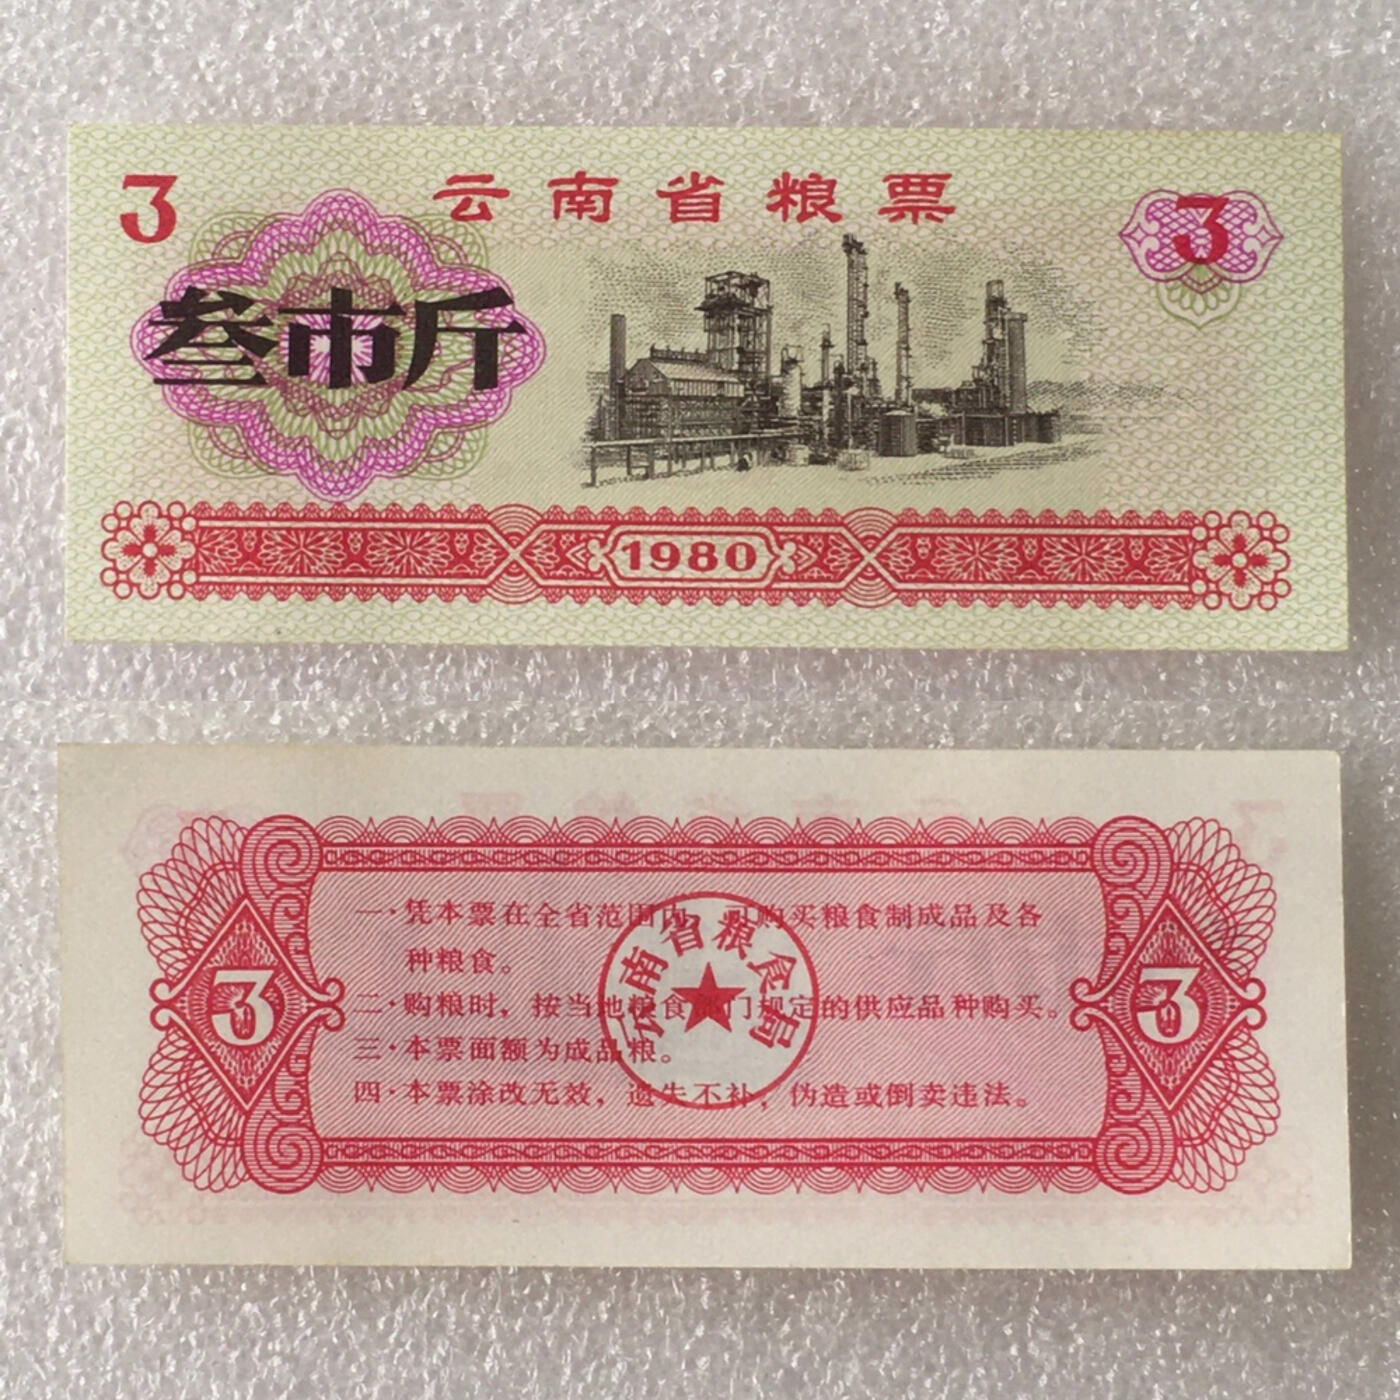 3
云南省粮票
3
叁市斤
1980
一·凭本票在全省范围内，可购买粮食制成品及各
种粮食。
二·购粮时，按当地粮食部门规定的供应品种购买。
三·本票面额为成品粮。
四·本票涂改无效，遗失不补，伪造或倒卖违法。
云南省粮食局
3
3